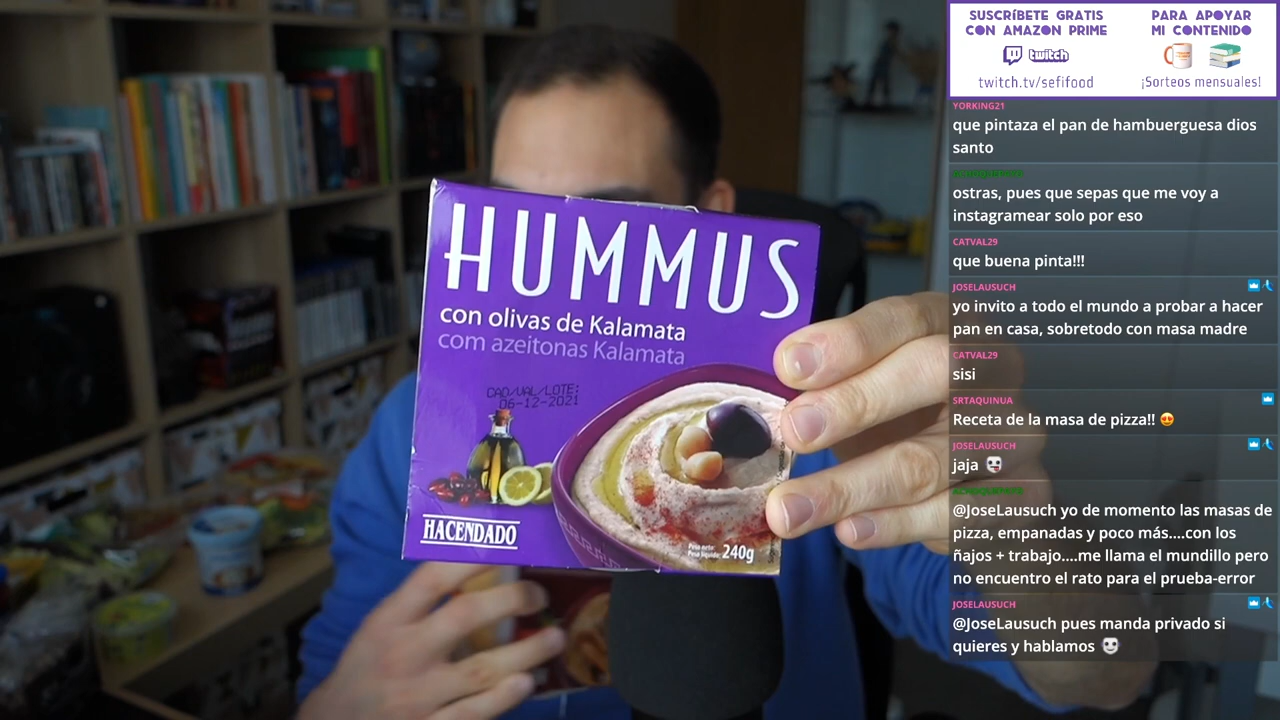 HUMMUS
con olivas de Kalamata
com azeitonas Kalamata
CAD/VAL/LOTE:
06-12-2021
HACENDADO
Peso neto:
Peso líquido:
240g
SUSCRÍBETE GRATIS
CON AMAZON PRIME
twitch
twitch.tv/sefifood
PARA APOYAR
MI CONTENIDO
¡Sorteos mensuales!
YORKING21
que pintaza el pan de hambuerguesa dios
santo
ostras, pues que sepas que me voy a
instagramear solo por eso
CATVAL29
que buena pinta!!!
JOSELAUSUCH
yo invito a todo el mundo a probar a hacer
pan en casa, sobretodo con masa madre
CATVAL29
sisi
SRTAQUINUA
Receta de la masa de pizza!! 😍
JOSELAUSUCH
jaja
@JoseLausuch yo de momento las masas de
pizza, empanadas y poco más....con los
ñajos + trabajo....me llama el mundillo pero
no encuentro el rato para el prueba-error
JOSELAUSUCH
@JoseLausuch pues manda privado si
quieres y hablamos